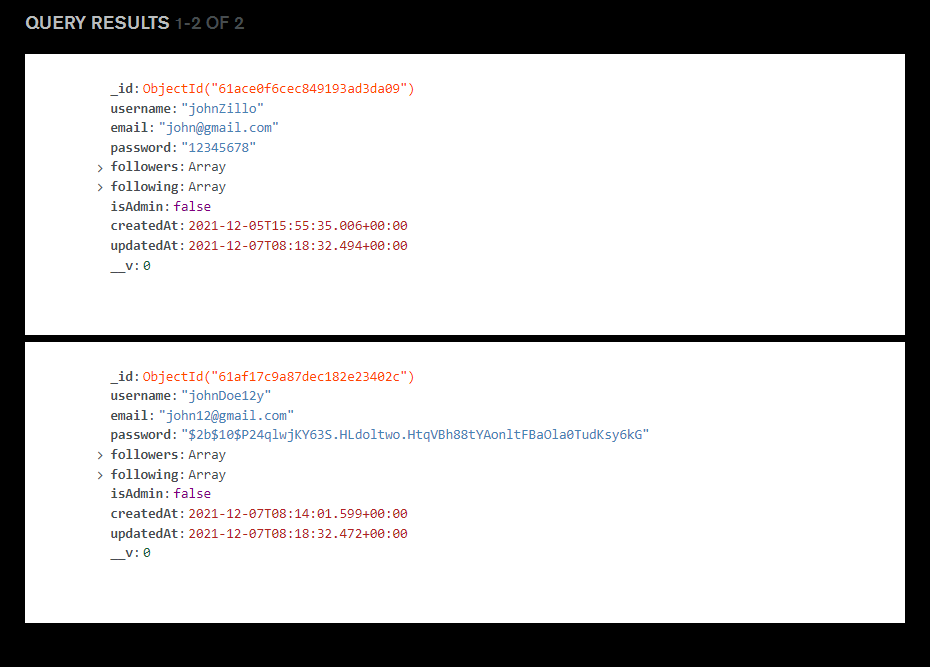 QUERY RESULTS 1-2 OF 2
_id: ObjectId("61ace0f6cec849193ad3da09")
username: "johnZillo"
email: "john@gmail.com"
password: "12345678"
> followers: Array
> following: Array
isAdmin: false
createdAt: 2021-12-05T15:55:35.006+00:00
updatedAt: 2021-12-07T08:18:32.494+00:00
__v: 0
_id: ObjectId("61af17c9a87dec182e23402c")
username: "johnDoe12y"
email: "john12@gmail.com"
password: "$2b$10$P24qlwjKY63S.HLdoltwo.HtqVBh88tYAonltFBaOla0TudKsy6kG"
> followers: Array
> following: Array
isAdmin: false
createdAt: 2021-12-07T08:14:01.599+00:00
updatedAt: 2021-12-07T08:18:32.472+00:00
__v: 0